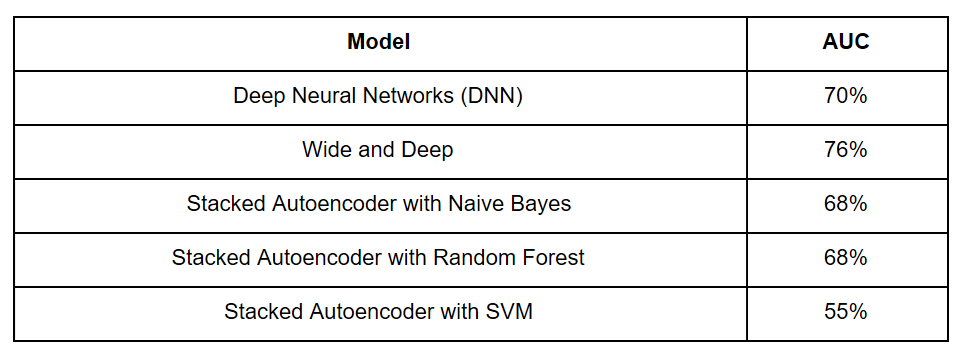 Model AUC
Deep Neural Networks (DNN) 70%
Wide and Deep 76%
Stacked Autoencoder with Naive Bayes 68%
Stacked Autoencoder with Random Forest 68%
Stacked Autoencoder with SVM 55%